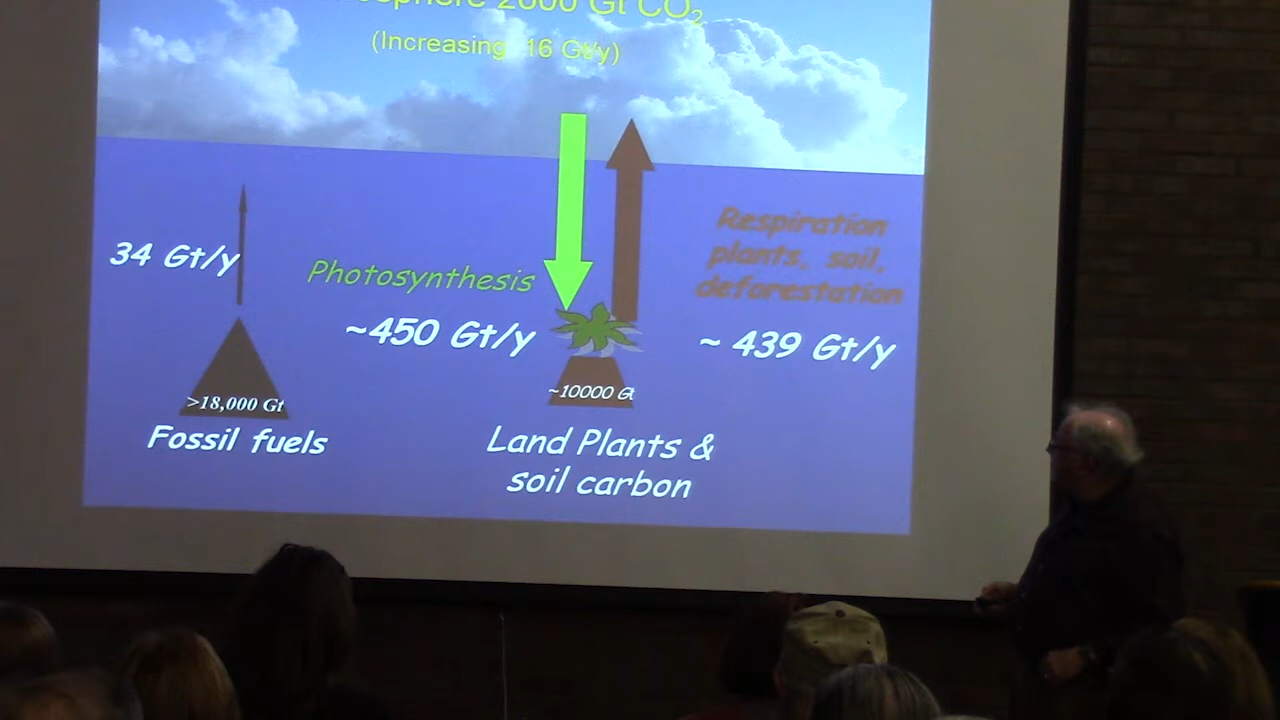 2000 Gt CO₂
(Increasing 16 Gt/y)
34 Gt/y
Photosynthesis
~450 Gt/y
Respiration
plants, soil,
deforestation
~ 439 Gt/y
>18,000 Gt
~10000 Gt
Fossil fuels
Land Plants &
soil carbon